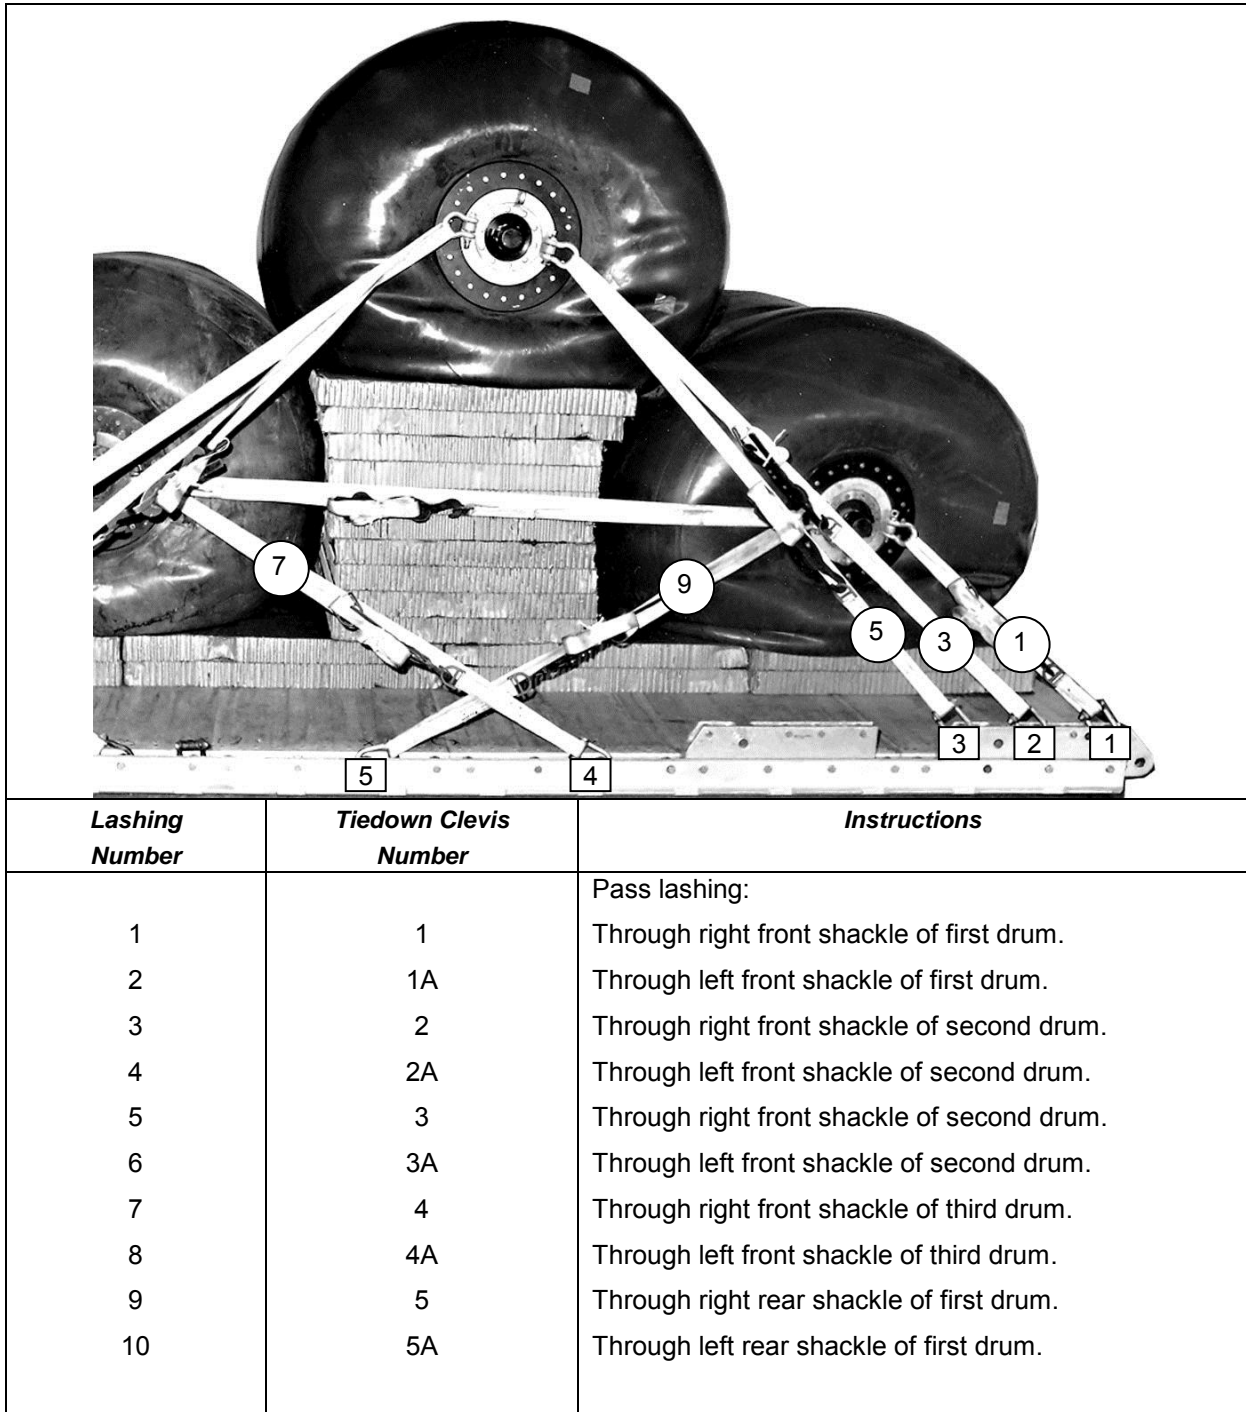 7
9
5
3
1
3
2
1
5
4
Lashing Number
Tiedown Clevis Number
Instructions
Pass lashing:
1 1 Through right front shackle of first drum.
2 1A Through left front shackle of first drum.
3 2 Through right front shackle of second drum.
4 2A Through left front shackle of second drum.
5 3 Through right front shackle of second drum.
6 3A Through left front shackle of second drum.
7 4 Through right front shackle of third drum.
8 4A Through left front shackle of third drum.
9 5 Through right rear shackle of first drum.
10 5A Through left rear shackle of first drum.